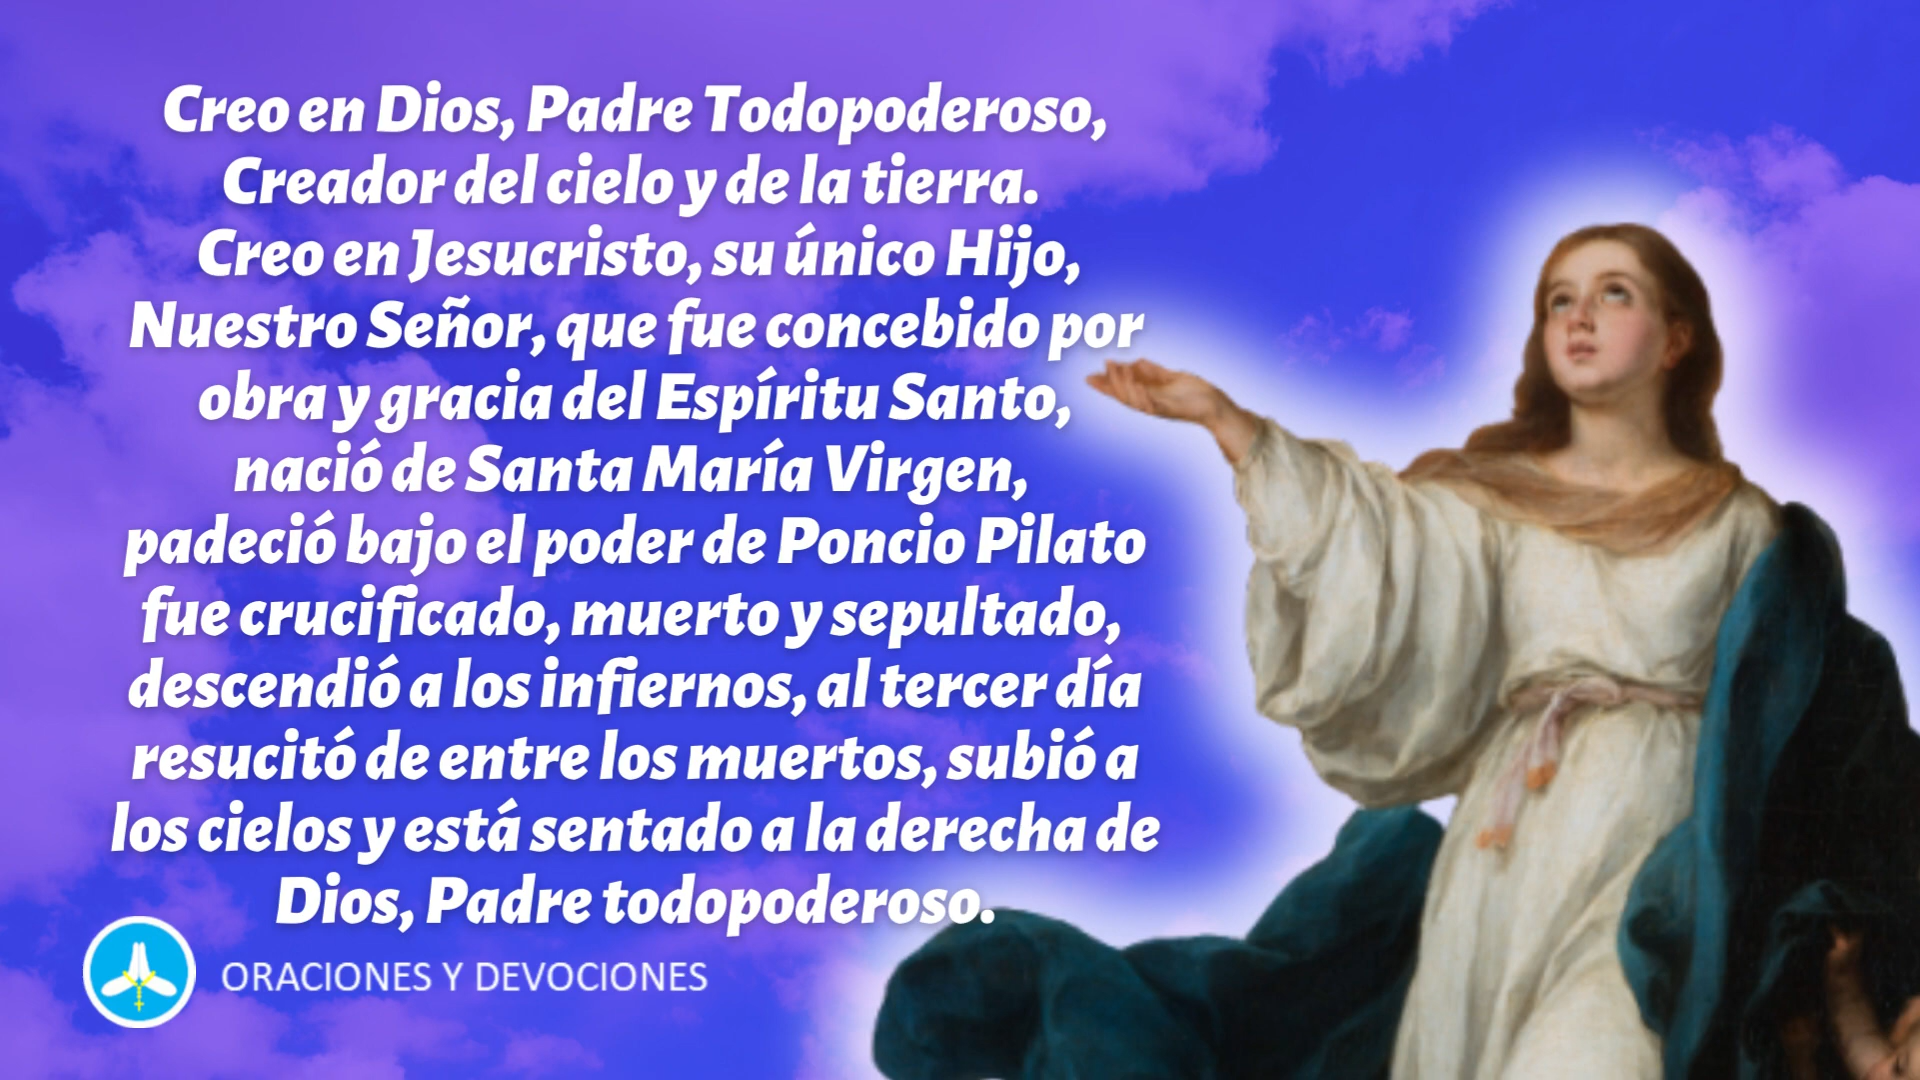 Creo en Dios, Padre Todopoderoso,
Creador del cielo y de la tierra.
Creo en Jesucristo, su único Hijo,
Nuestro Señor, que fue concebido por
obra y gracia del Espíritu Santo,
nació de Santa María Virgen,
padeció bajo el poder de Poncio Pilato
fue crucificado, muerto y sepultado,
descendió a los infiernos, al tercer día
resucitó de entre los muertos, subió a
los cielos y está sentado a la derecha de
Dios, Padre todopoderoso.
ORACIONES Y DEVOCIONES